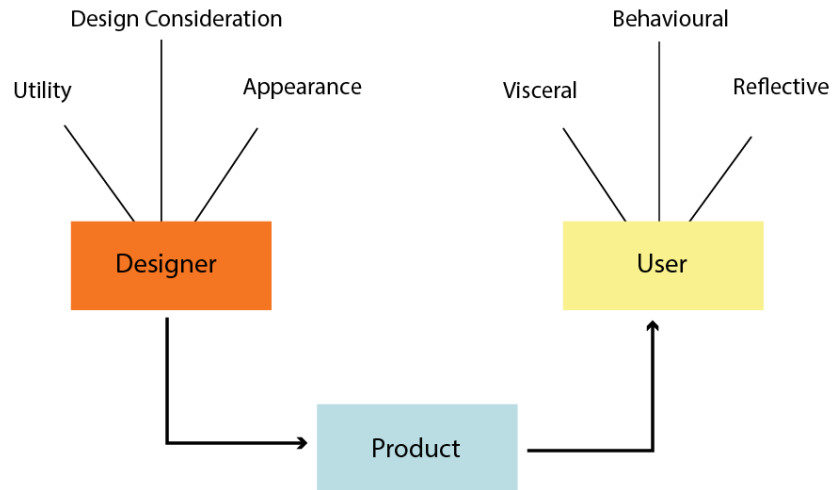 Design Consideration
Behavioural
Utility
Appearance
Visceral
Reflective
Designer
User
Product